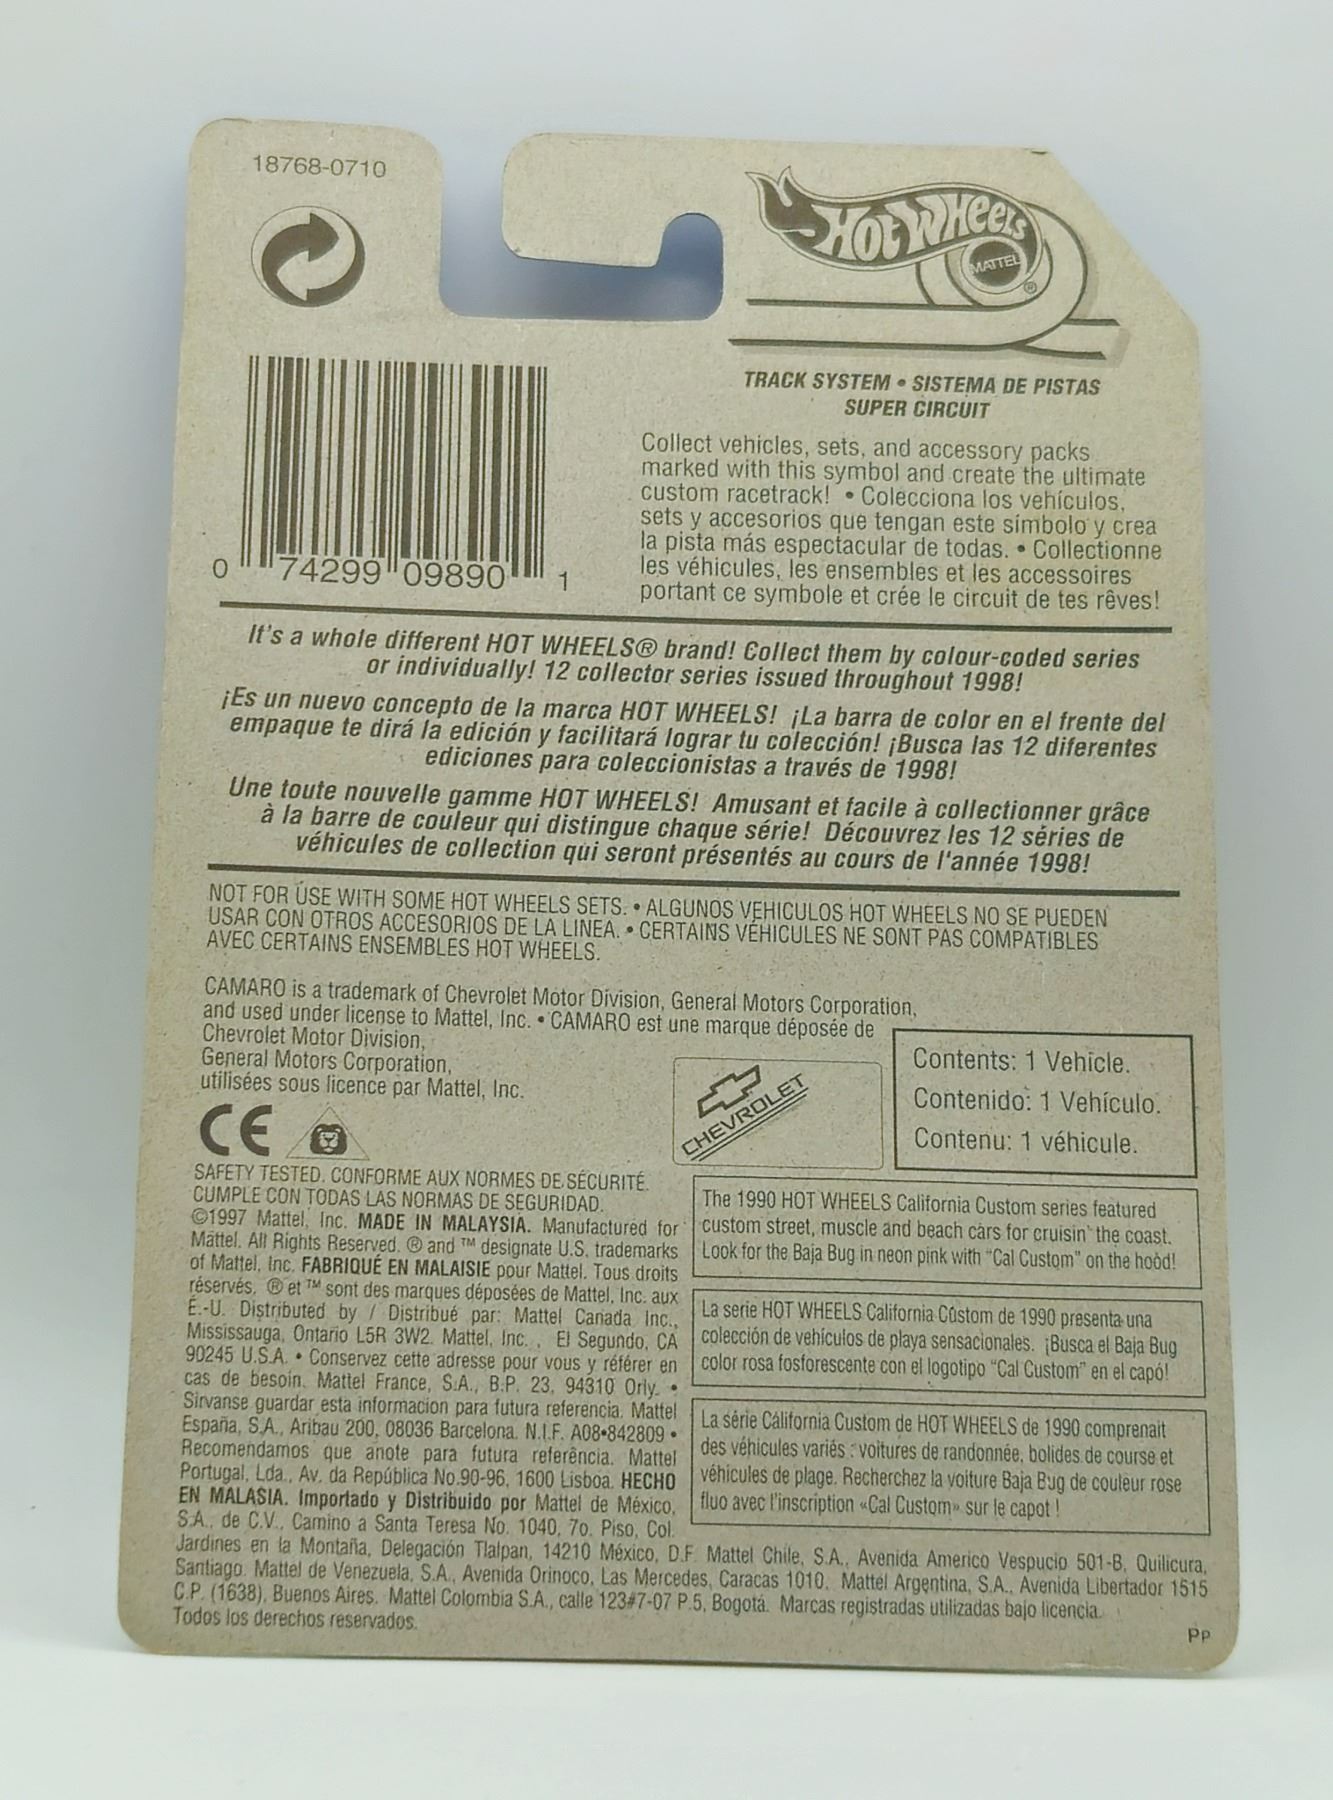 18768-0710
HOT WHEELS
MATTEL
®
TRACK SYSTEM • SISTEMA DE PISTAS
SUPER CIRCUIT
Collect vehicles, sets, and accessory packs
marked with this symbol and create the ultimate
custom racetrack! • Colecciona los vehículos,
sets y accesorios que tengan este símbolo y crea
la pista más espectacular de todas. • Collectionne
les véhicules, les ensembles et les accessoires
portant ce symbole et crée le circuit de tes rêves!
0 74299 09890 1
It's a whole different HOT WHEELS® brand! Collect them by colour-coded series
or individually! 12 collector series issued throughout 1998!
¡Es un nuevo concepto de la marca HOT WHEELS! ¡La barra de color en el frente del
empaque te dirá la edición y facilitará lograr tu colección! ¡Busca las 12 diferentes
ediciones para coleccionistas a través de 1998!
Une toute nouvelle gamme HOT WHEELS! Amusant et facile à collectionner grâce
à la barre de couleur qui distingue chaque série! Découvrez les 12 séries de
véhicules de collection qui seront présentés au cours de l'année 1998!
NOT FOR USE WITH SOME HOT WHEELS SETS. • ALGUNOS VEHICULOS HOT WHEELS NO SE PUEDEN
USAR CON OTROS ACCESORIOS DE LA LINEA. • CERTAINS VÉHICULES NE SONT PAS COMPATIBLES
AVEC CERTAINS ENSEMBLES HOT WHEELS.
CAMARO is a trademark of Chevrolet Motor Division, General Motors Corporation,
and used under license to Mattel, Inc. • CAMARO est une marque déposée de
Chevrolet Motor Division,
General Motors Corporation,
utilisées sous licence par Mattel, Inc.
CHEVROLET
Contents: 1 Vehicle.
Contenido: 1 Vehículo.
Contenu: 1 véhicule.
CE
SAFETY TESTED. CONFORME AUX NORMES DE SÉCURITÉ.
CUMPLE CON TODAS LAS NORMAS DE SEGURIDAD.
©1997 Mattel, Inc. MADE IN MALAYSIA. Manufactured for
Mattel. All Rights Reserved. ® and ™ designate U.S. trademarks
of Mattel, Inc. FABRIQUÉ EN MALAISIE pour Mattel. Tous droits
réservés. ® et ™ sont des marques déposées de Mattel, Inc. aux
É.-U. Distributed by / Distribué par: Mattel Canada Inc.,
Mississauga, Ontario L5R 3W2. Mattel, Inc., El Segundo, CA
90245 U.S.A. • Conservez cette adresse pour vous y référer en
cas de besoin. Mattel France, S.A., B.P. 23, 94310 Orly. •
Sirvanse guardar esta informacion para futura referencia. Mattel
España, S.A., Aribau 200, 08036 Barcelona. N.I.F. A08•842809 •
Recomendamos que anote para futura referência. Mattel
Portugal, Lda., Av. da República No.90-96, 1600 Lisboa. HECHO
EN MALASIA. Importado y Distribuido por Mattel de México,
S.A., de C.V., Camino a Santa Teresa No. 1040, 7o. Piso, Col.
Jardines en la Montaña, Delegación Tlalpan, 14210 México, D.F. Mattel Chile, S.A., Avenida Americo Vespucio 501-B, Quilicura,
Santiago. Mattel de Venezuela, S.A., Avenida Orinoco, Las Mercedes, Caracas 1010. Mattel Argentina, S.A., Avenida Libertador 1515
C.P. (1638), Buenos Aires. Mattel Colombia S.A., calle 123#7-07 P.5, Bogotá. Marcas registradas utilizadas bajo licencia.
Todos los derechos reservados.
The 1990 HOT WHEELS California Custom series featured
custom street, muscle and beach cars for cruisin' the coast.
Look for the Baja Bug in neon pink with "Cal Custom" on the hood!
La serie HOT WHEELS California Custom de 1990 presenta una
colección de vehículos de playa sensacionales. ¡Busca el Baja Bug
color rosa fosforescente con el logotipo "Cal Custom" en el capó!
La série California Custom de HOT WHEELS de 1990 comprenait
des véhicules variés : voitures de randonnée, bolides de course et
véhicules de plage. Recherchez la voiture Baja Bug de couleur rose
fluo avec l'inscription «Cal Custom» sur le capot !
PP